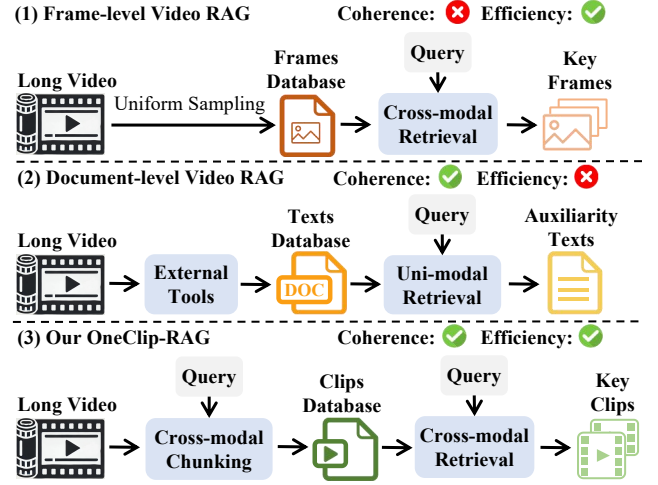 (1) Frame-level Video RAG Coherence: Efficiency:
Long Video
Uniform Sampling
Frames
Database
Query
Cross-modal
Retrieval
Key
Frames
(2) Document-level Video RAG Coherence: Efficiency:
Long Video
External
Tools
Texts
Database
DOC
Query
Uni-modal
Retrieval
Auxiliarity
Texts
(3) Our OneClip-RAG Coherence: Efficiency:
Long Video
Query
Cross-modal
Chunking
Clips
Database
Query
Cross-modal
Retrieval
Key
Clips